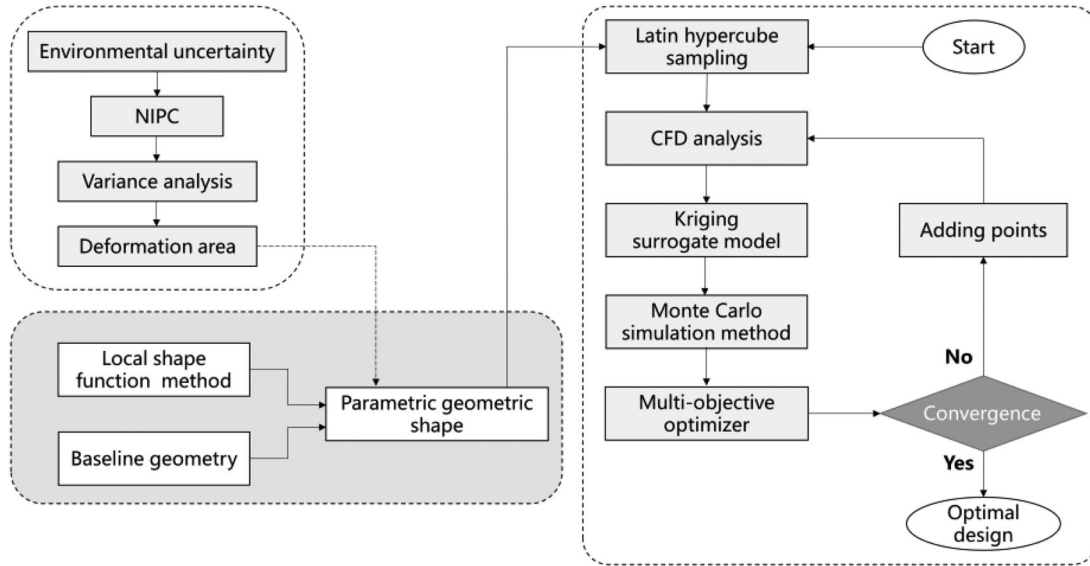 Environmental uncertainty
NIPC
Variance analysis
Deformation area
Local shape
function method
Baseline geometry
Parametric geometric
shape
Latin hypercube
sampling
Start
CFD analysis
Kriging
surrogate model
Adding points
Monte Carlo
simulation method
Multi-objective
optimizer
No
Convergence
Yes
Optimal
design